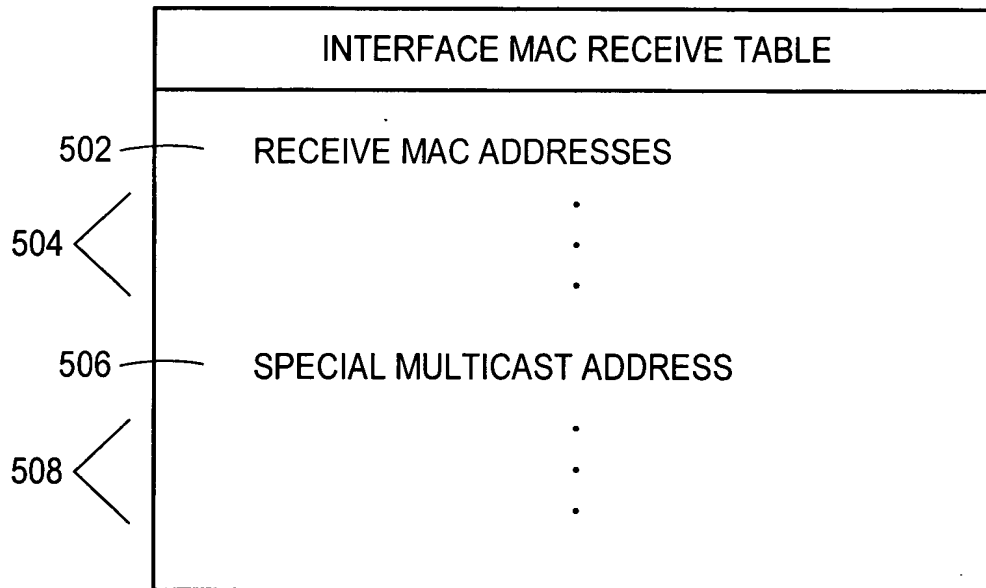 INTERFACE MAC RECEIVE TABLE
502 RECEIVE MAC ADDRESSES
504
506 SPECIAL MULTICAST ADDRESS
508